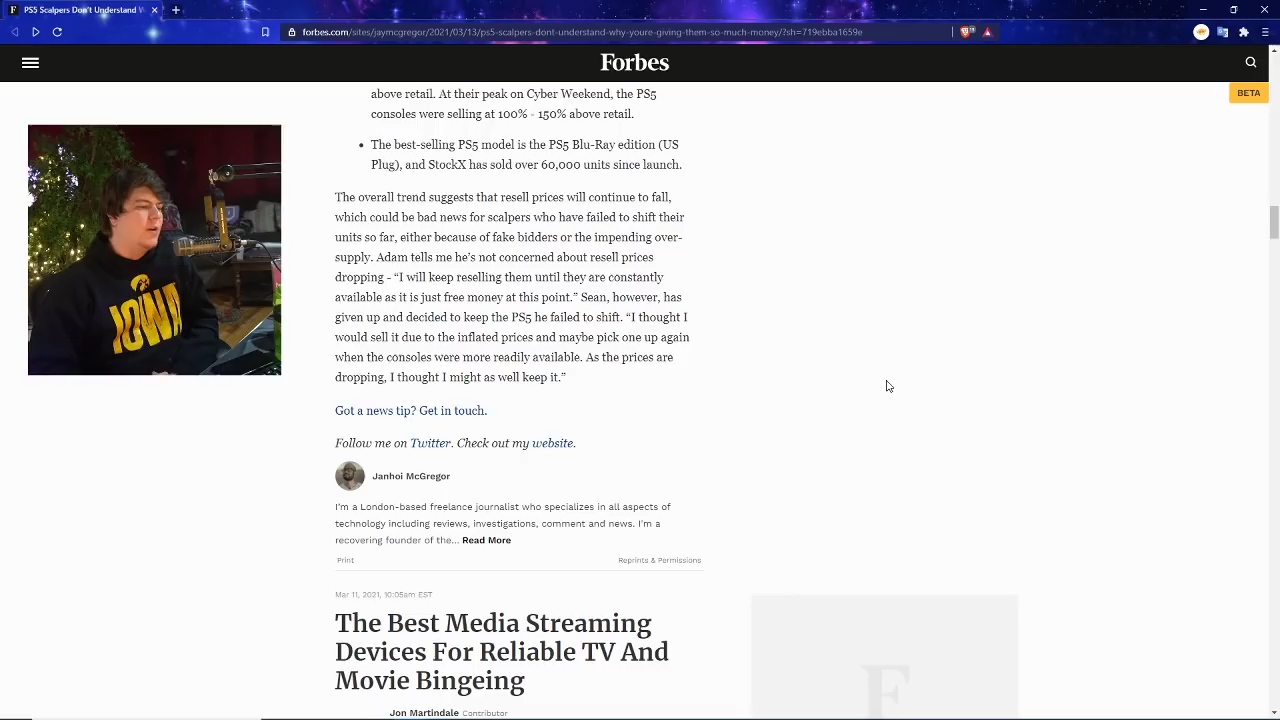 PS5 Scalpers Don't Understand W
forbes.com/sites/jaymcgregor/2021/03/13/ps5-scalpers-dont-understand-why-youre-giving-them-so-much-money/?sh=719ebba1659e
Forbes
BETA
above retail. At their peak on Cyber Weekend, the PS5
consoles were selling at 100% - 150% above retail.
• The best-selling PS5 model is the PS5 Blu-Ray edition (US
Plug), and StockX has sold over 60,000 units since launch.
The overall trend suggests that resell prices will continue to fall,
which could be bad news for scalpers who have failed to shift their
units so far, either because of fake bidders or the impending over-
supply. Adam tells me he's not concerned about resell prices
dropping - “I will keep reselling them until they are constantly
available as it is just free money at this point.” Sean, however, has
given up and decided to keep the PS5 he failed to shift. “I thought I
would sell it due to the inflated prices and maybe pick one up again
when the consoles were more readily available. As the prices are
dropping, I thought I might as well keep it.”
IOWA
Got a news tip? Get in touch.
Follow me on Twitter. Check out my website.
Janhoi McGregor
I'm a London-based freelance journalist who specializes in all aspects of
technology including reviews, investigations, comment and news. I'm a
recovering founder of the... Read More
Print
Reprints & Permissions
Mar 11, 2021, 10:05am EST
The Best Media Streaming
Devices For Reliable TV And
Movie Bingeing
Jon Martindale Contributor
F